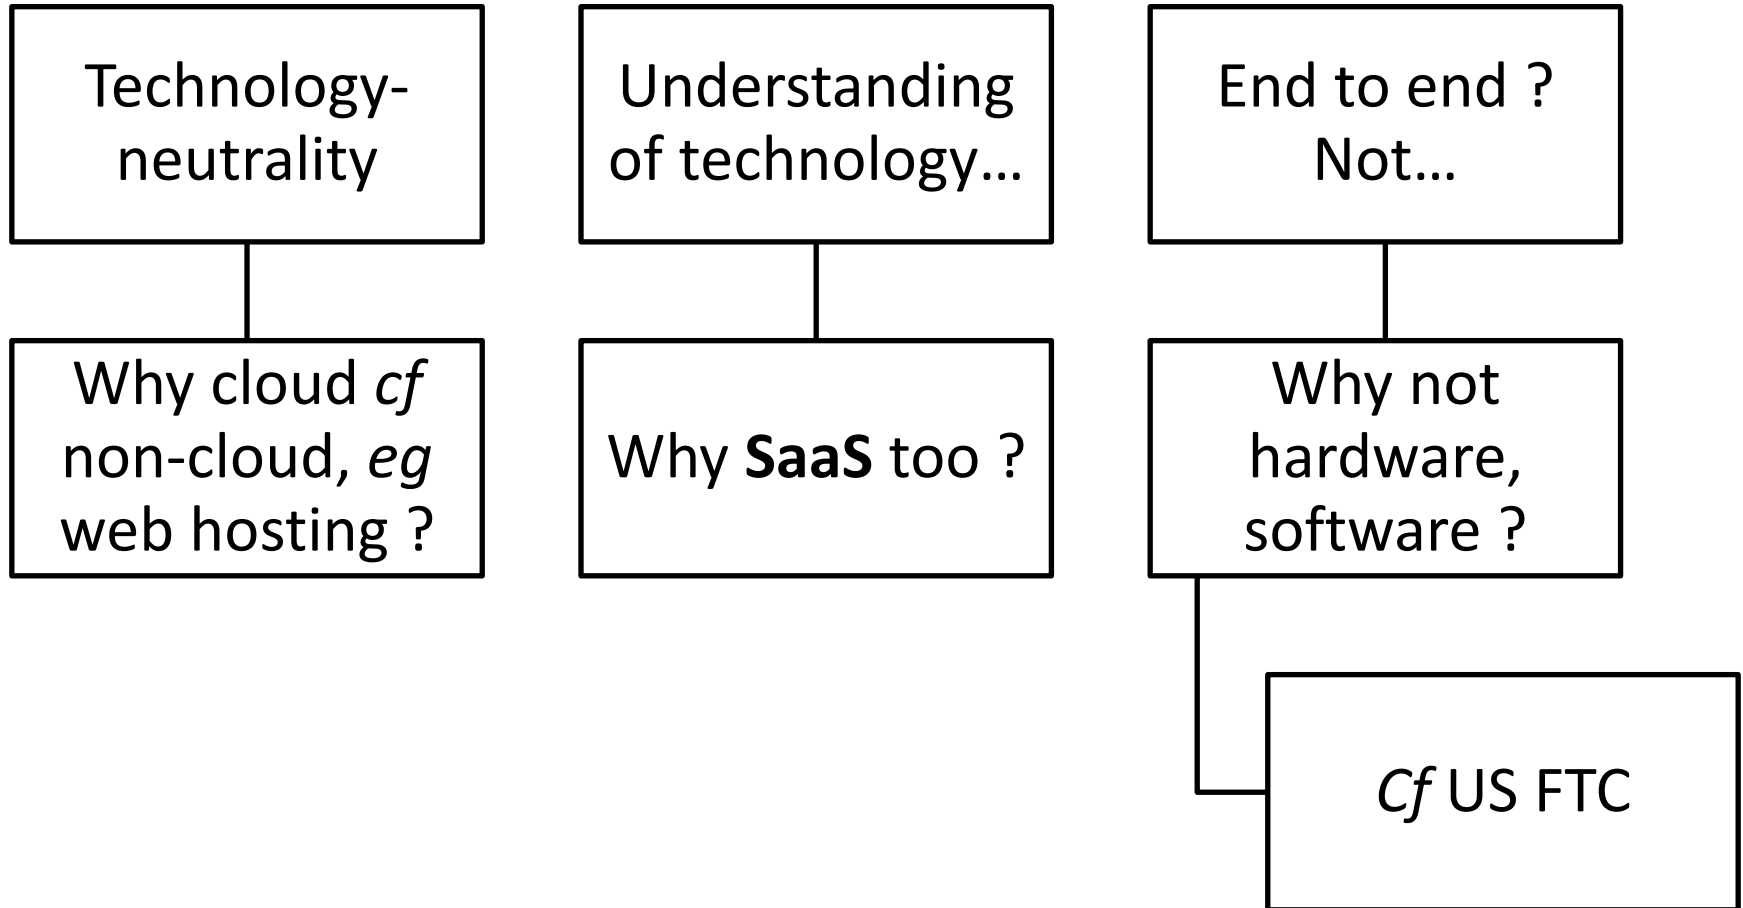 Technology-
neutrality
Understanding
of technology…
End to end ?
Not…
Why cloud cf
non-cloud, eg
web hosting ?
Why SaaS too ?
Why not
hardware,
software ?
Cf US FTC